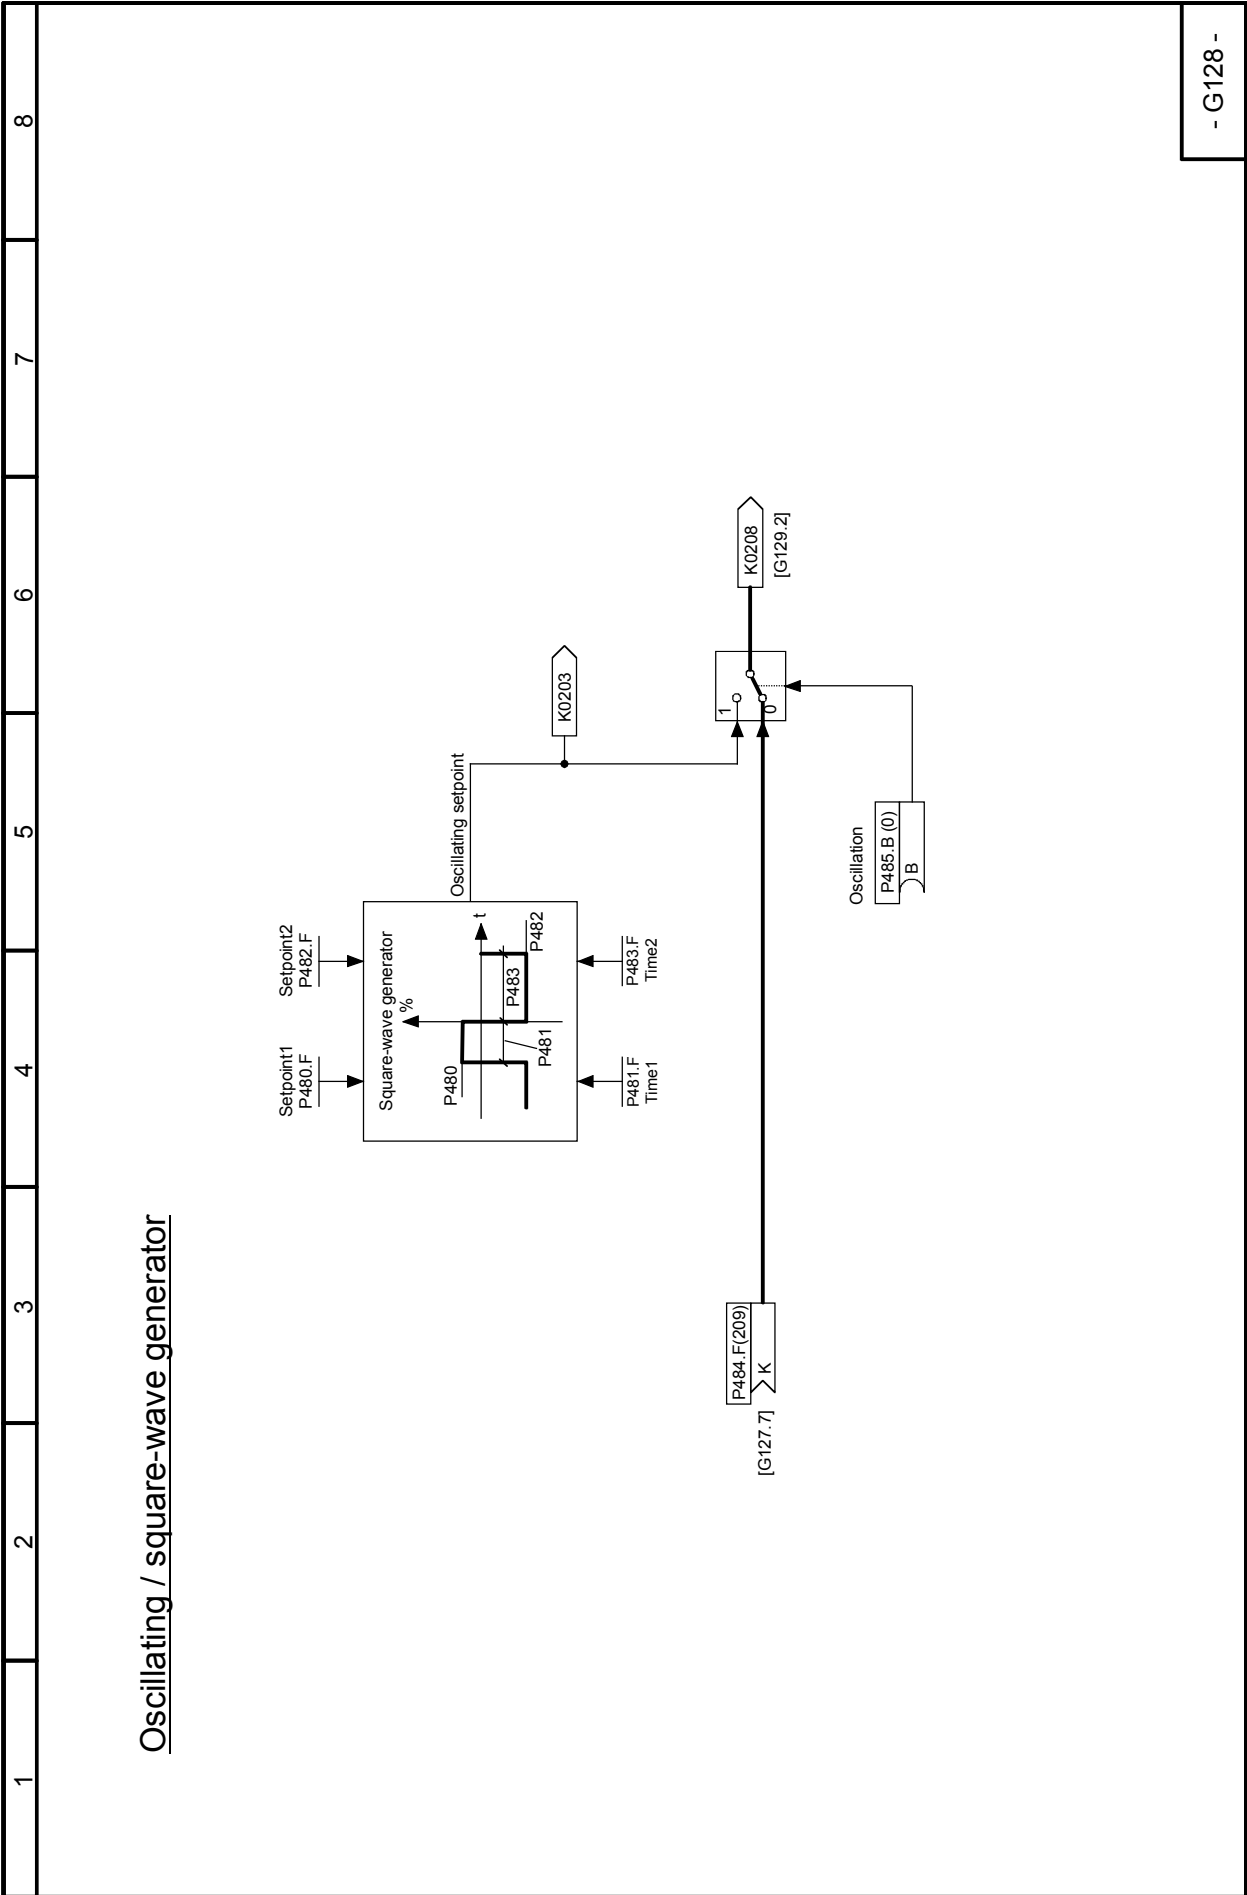 1 2 3 4 5 6 7 8
Oscillating / square-wave generator
Setpoint1
P480.F
Setpoint2
P482.F
Square-wave generator
%
P480
t
P483
P481
P482
P481.F
Time1
P483.F
Time2
Oscillating setpoint
K0203
P484.F(209)
K
[G127.7]
1
0
K0208
[G129.2]
Oscillation
P485.B (0)
B
- G128 -